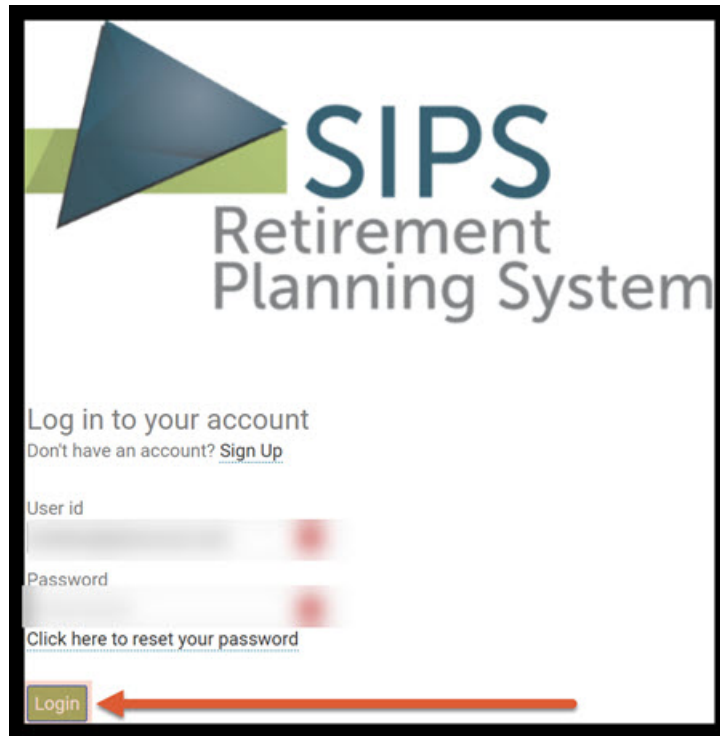 SIPS
Retirement
Planning System
Log in to your account
Don't have an account? Sign Up
User id
Password
Click here to reset your password
Login